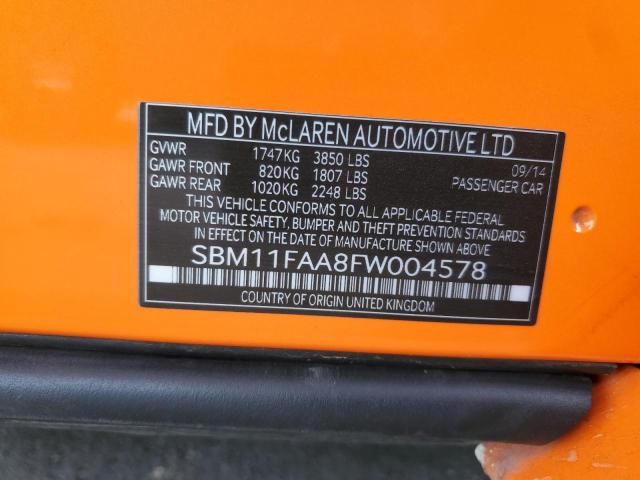 MFD BY McLAREN AUTOMOTIVE LTD
GVWR 1747KG 3850 LBS 09/14
GAWR FRONT 820KG 1807 LBS PASSENGER CAR
GAWR REAR 1020KG 2248 LBS
THIS VEHICLE CONFORMS TO ALL APPLICABLE FEDERAL
MOTOR VEHICLE SAFETY, BUMPER, AND THEFT PREVENTION STANDARDS
IN EFFECT ON THE DATE OF MANUFACTURE SHOWN ABOVE.
SBM11FAA8FW004578
COUNTRY OF ORIGIN UNITED KINGDOM